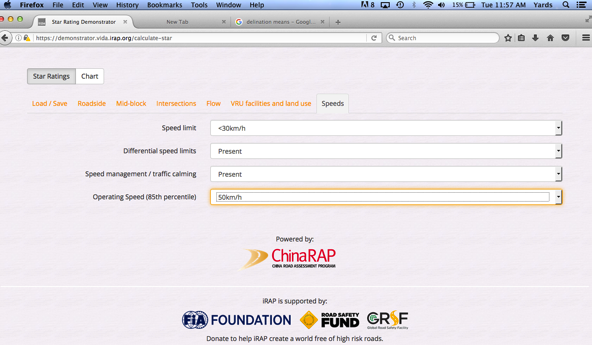 Firefox File Edit View History Bookmarks Tools Window Help 8 15% Tue 11:57 AM Yards
Star Rating Demonstrator × New Tab × delination means - Googl... × +
https://demonstrator.vida.irap.org/calculate-star Search
Star Ratings Chart
Load / Save Roadside Mid-block Intersections Flow VRU facilities and land use Speeds
Speed limit <30km/h
Differential speed limits Present
Speed management / traffic calming Present
Operating Speed (85th percentile) 50km/h
Powered by:
ChinaRAP
CHINA ROAD ASSESSMENT PROGRAM
iRAP is supported by:
FiA FOUNDATION ROAD SAFETY FUND GRSF
Global Road Safety Facility
Donate to help iRAP create a world free of high risk roads.